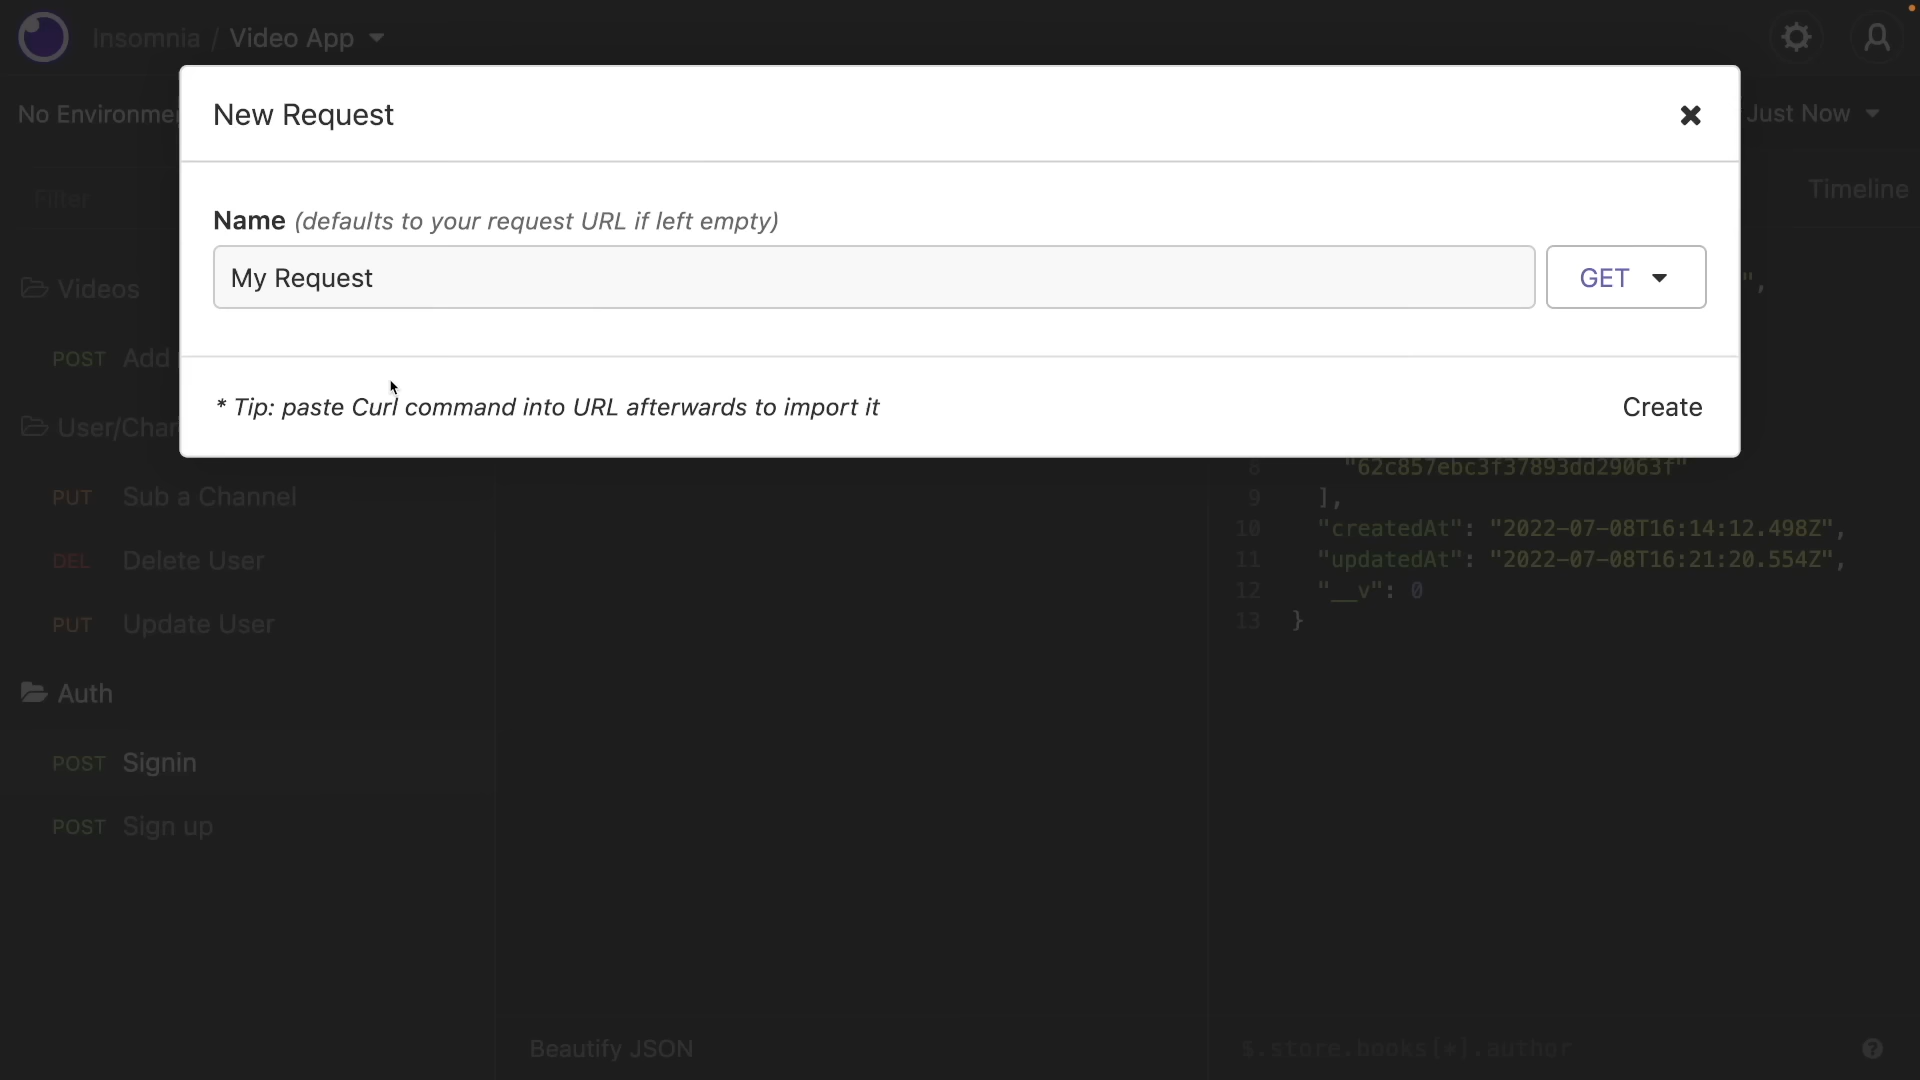 Insomnia / Video App
No Environme
Just Now
New Request
Filter
Timeline
Name (defaults to your request URL if left empty)
My Request
GET
",
Videos
POST Add
* Tip: paste Curl command into URL afterwards to import it
Create
User/Chan
8 "62c857ebc3f37893dd29063f"
PUT Sub a Channel
9 ],
10 "createdAt": "2022-07-08T16:14:12.498Z",
DEL Delete User
11 "updatedAt": "2022-07-08T16:21:20.554Z",
12 "__v": 0
PUT Update User
13 }
Auth
POST Signin
POST Sign up
Beautify JSON
$.store.books[*].author